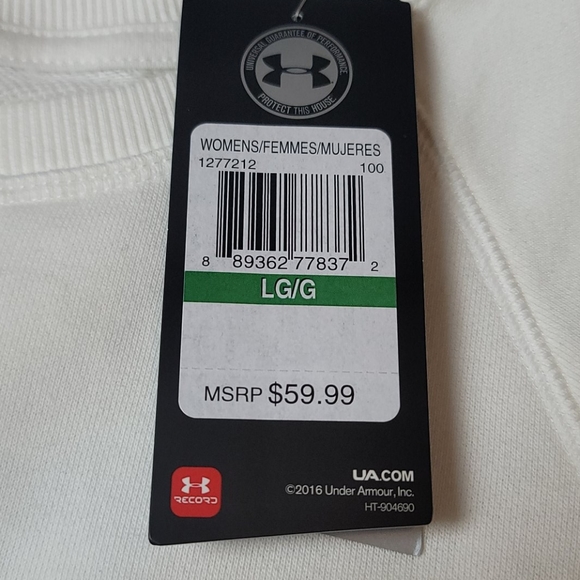 UNIVERSAL GUARANTEE OF PERFORMANCE
PROTECT THIS HOUSE
WOMENS/FEMMES/MUJERES
1277212 100
8 89362 77837 2
LG/G
MSRP $59.99
UA.COM
©2016 Under Armour, Inc.
HT-904690
RECORD